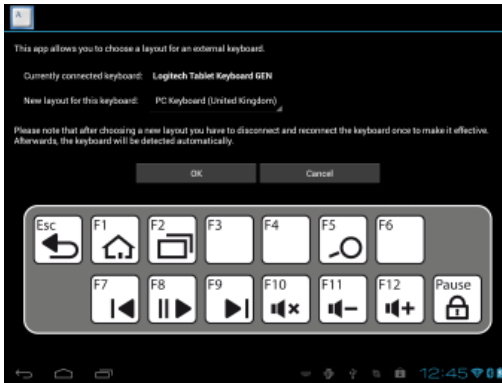 A
This app allows you to choose a layout for an external keyboard.
Currently connected keyboard: Logitech Tablet Keyboard GEN
New layout for this keyboard: PC Keyboard (United Kingdom)
Please note that after choosing a new layout you have to disconnect and reconnect the keyboard once to make it effective.
Afterwards, the keyboard will be detected automatically.
OK Cancel
Esc F1 F2 F3 F4 F5 F6
F7 F8 F9 F10 F11 F12 Pause
12:45